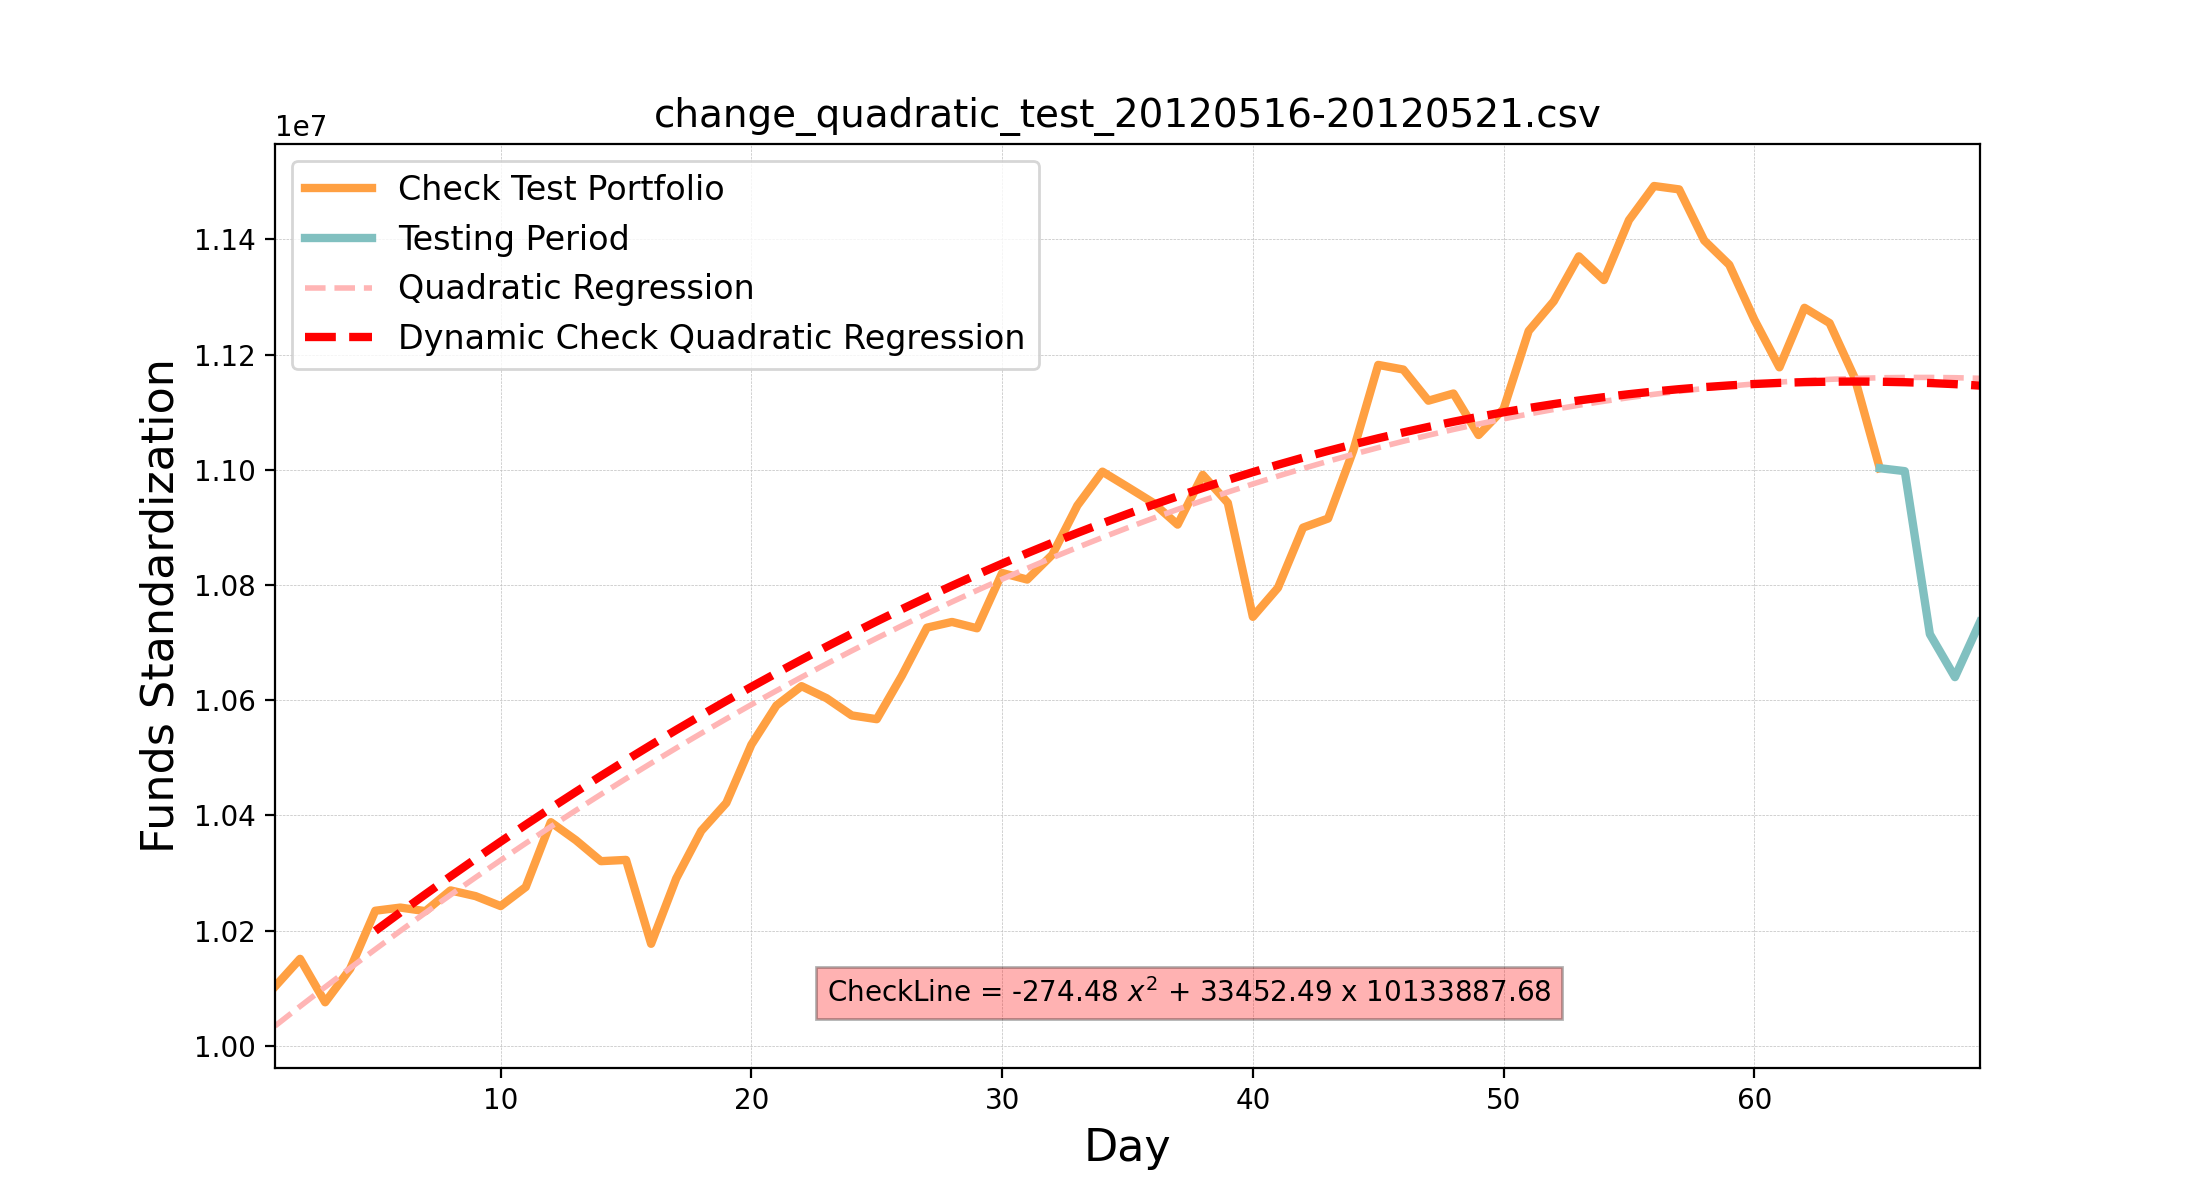 change_quadratic_test_20120516-20120521.csv
1e7
Check Test Portfolio
Testing Period
Quadratic Regression
Dynamic Check Quadratic Regression
Funds Standardization
1.14
1.12
1.10
1.08
1.06
1.04
1.02
1.00
CheckLine = -274.48 x² + 33452.49 x 10133887.68
10 20 30 40 50 60
Day